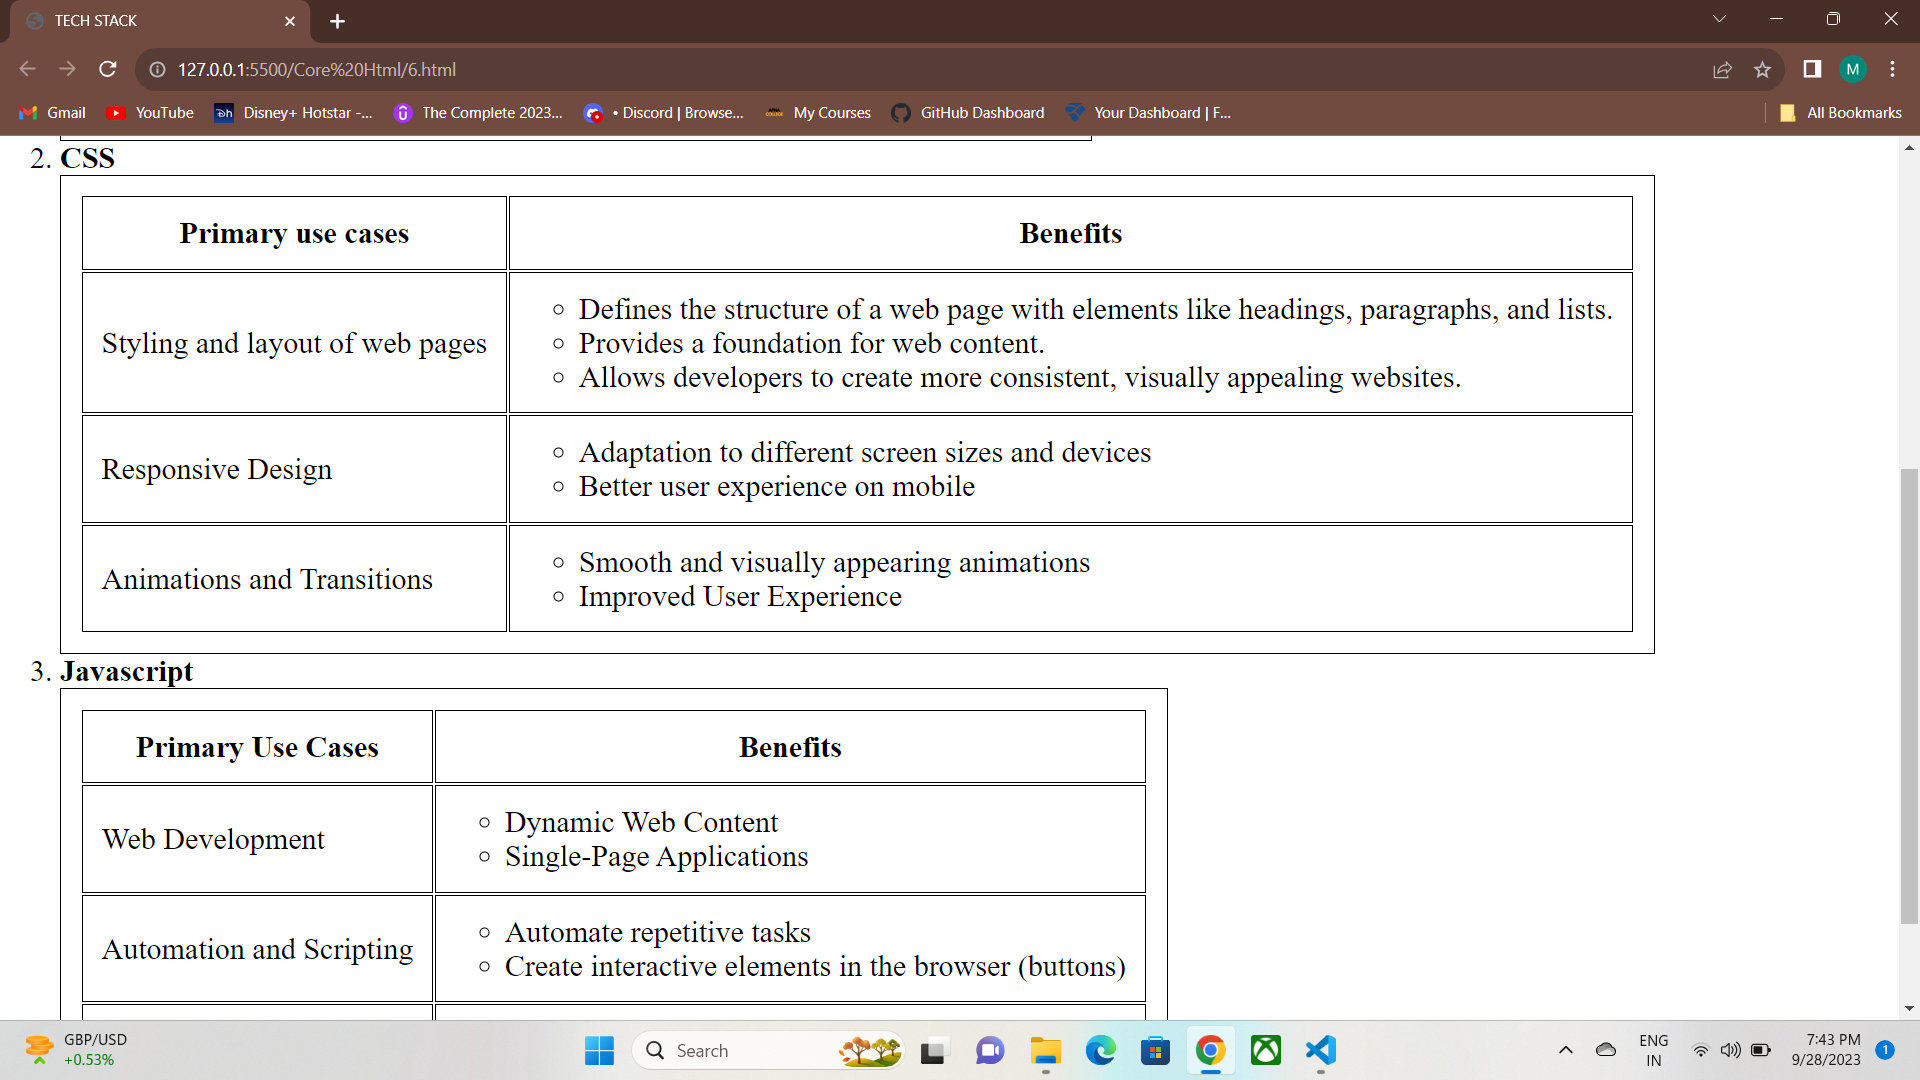 TECH STACK
127.0.0.1:5500/Core%20Html/6.html
M
Gmail YouTube Disney+ Hotstar -... The Complete 2023... • Discord | Browse... My Courses GitHub Dashboard Your Dashboard | F... All Bookmarks
2. CSS
Primary use cases Benefits
Styling and layout of web pages
Defines the structure of a web page with elements like headings, paragraphs, and lists.
Provides a foundation for web content.
Allows developers to create more consistent, visually appealing websites.
Responsive Design
Adaptation to different screen sizes and devices
Better user experience on mobile
Animations and Transitions
Smooth and visually appearing animations
Improved User Experience
3. Javascript
Primary Use Cases Benefits
Web Development
Dynamic Web Content
Single-Page Applications
Automation and Scripting
Automate repetitive tasks
Create interactive elements in the browser (buttons)
GBP/USD
+0.53%
Search
ENG
IN
7:43 PM
9/28/2023
1